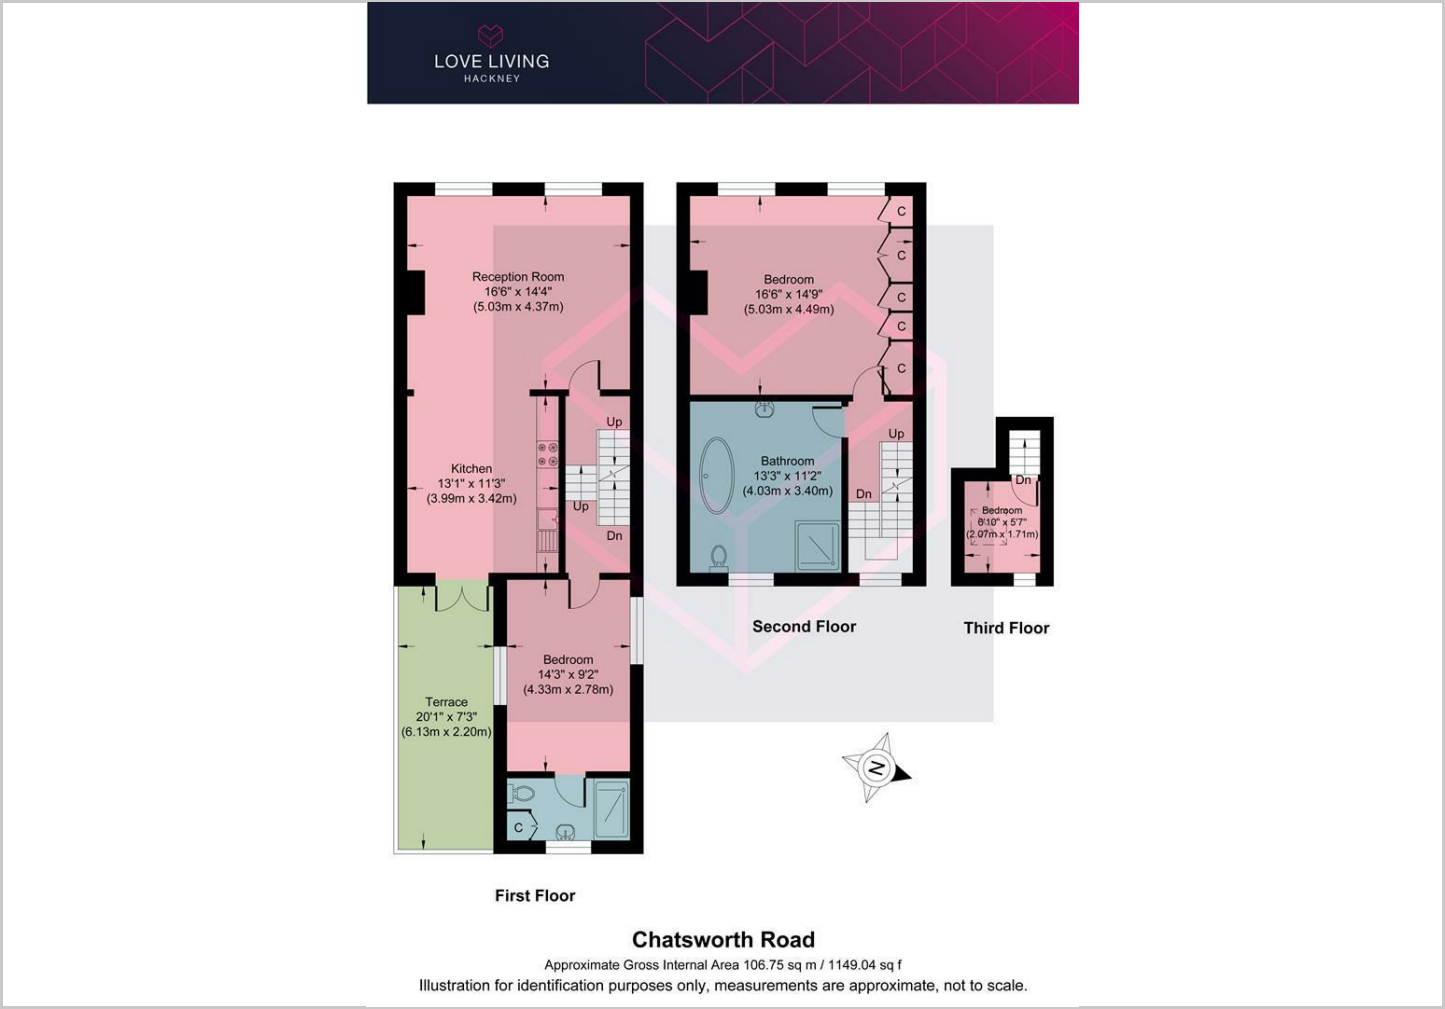 LOVE LIVING
HACKNEY
Reception Room
16'6" x 14'4"
(5.03m x 4.37m)
Up
Kitchen
13'1" x 11'3"
(3.99m x 3.42m)
Up
Dn
Bedroom
14'3" x 9'2"
(4.33m x 2.78m)
Terrace
20'1" x 7'3"
(6.13m x 2.20m)
C
First Floor
C
C
C
C
C
Bedroom
16'6" x 14'9"
(5.03m x 4.49m)
Up
Bathroom
13'3" x 11'2"
(4.03m x 3.40m)
Dn
Second Floor
Dn
Bedroom
6'10" x 5'7"
(2.07m x 1.71m)
Third Floor
N
Chatsworth Road
Approximate Gross Internal Area 106.75 sq m / 1149.04 sq f
Illustration for identification purposes only, measurements are approximate, not to scale.